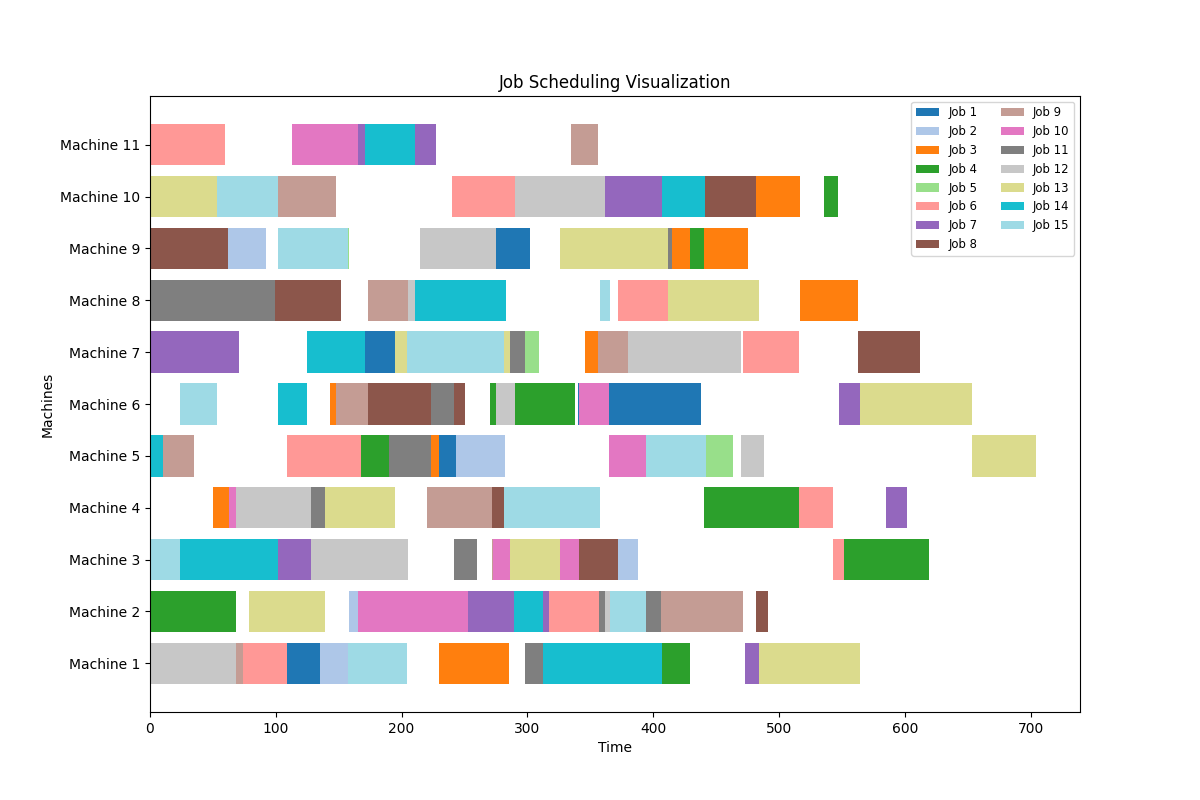 Job Scheduling Visualization
Machine 11
Machine 10
Machine 9
Machine 8
Machine 7
Machine 6
Machine 5
Machine 4
Machine 3
Machine 2
Machine 1
Machines
0 100 200 300 400 500 600 700
Time
Job 1
Job 2
Job 3
Job 4
Job 5
Job 6
Job 7
Job 8
Job 9
Job 10
Job 11
Job 12
Job 13
Job 14
Job 15